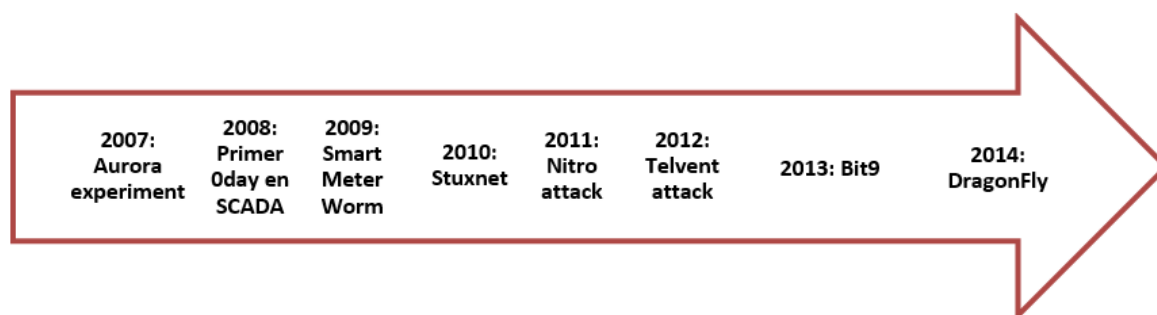 2007:
Aurora
experiment
2008:
Primer
0day en
SCADA
2009:
Smart
Meter
Worm
2010:
Stuxnet
2011:
Nitro
attack
2012:
Telvent
attack
2013: Bit9
2014:
DragonFly